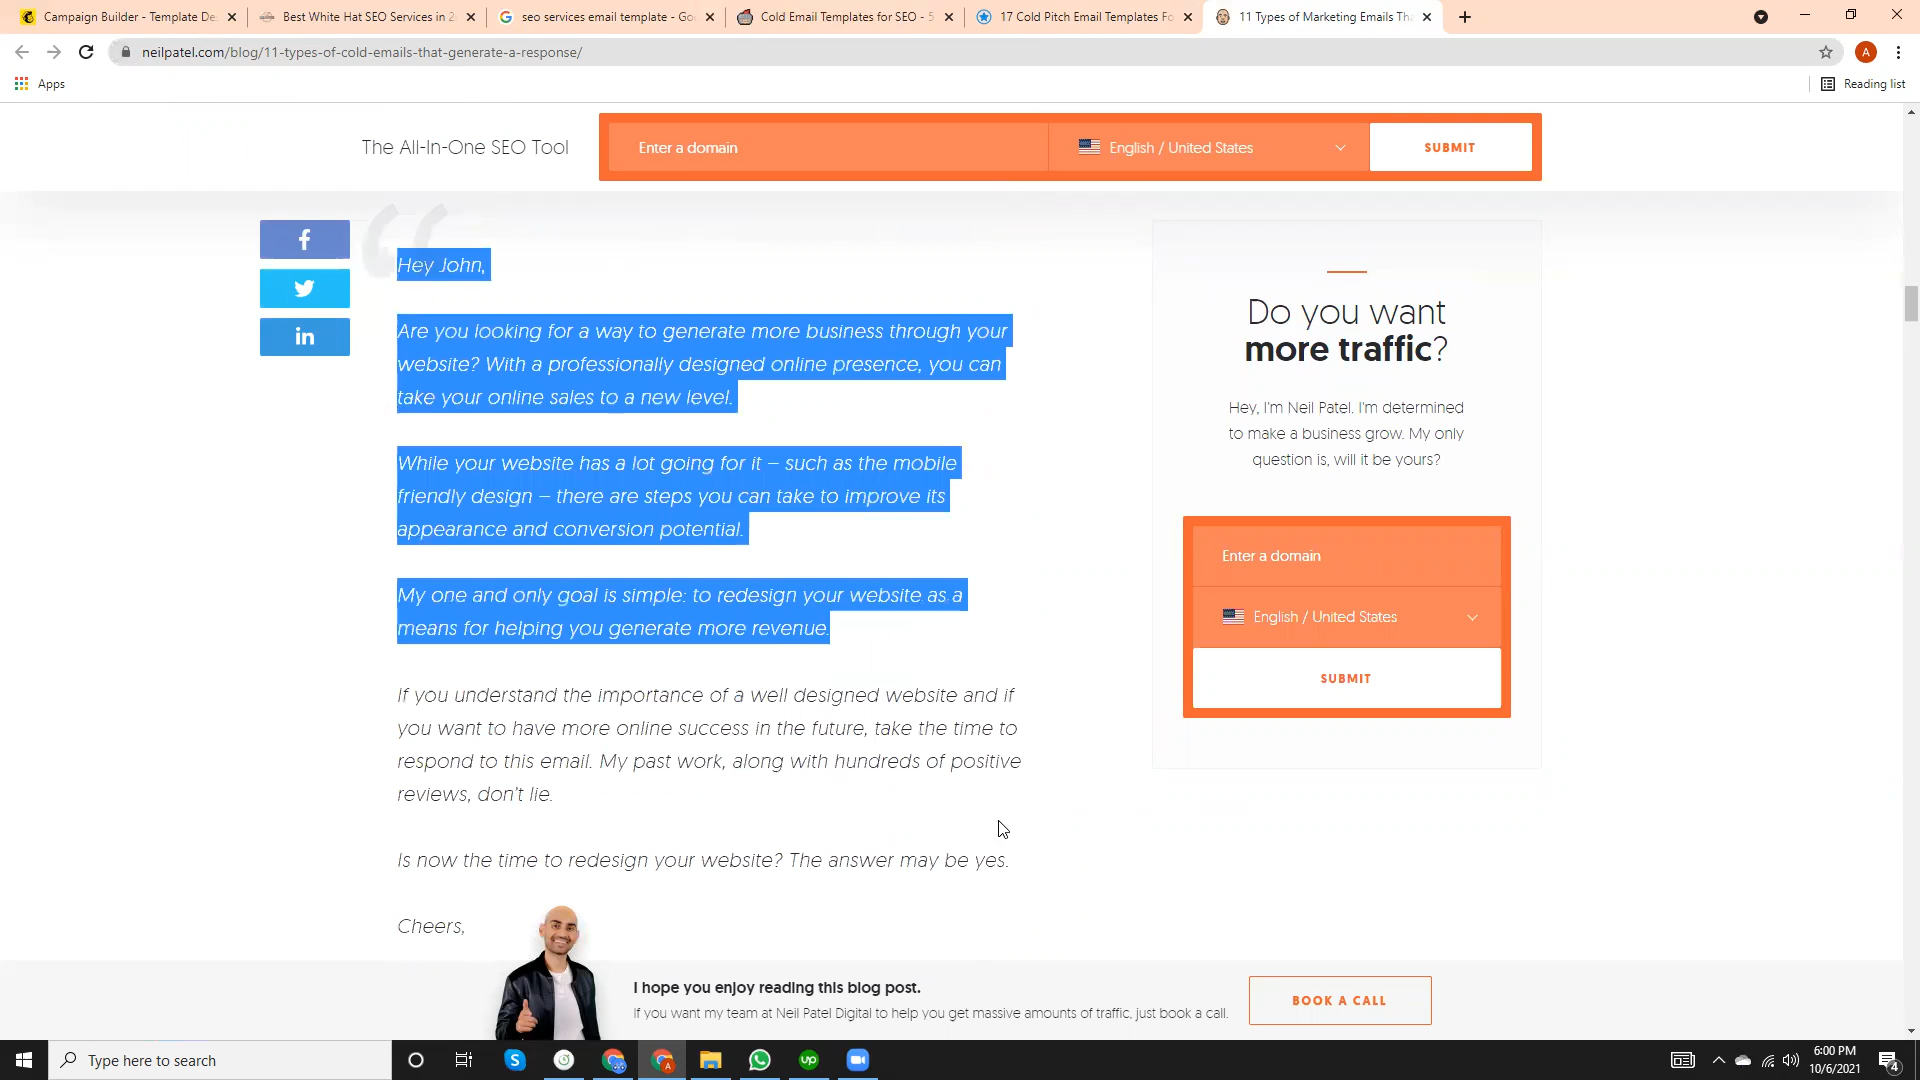 Campaign Builder - Template De
Best White Hat SEO Services in 2
seo services email template - Go
Cold Email Templates for SEO - 5
17 Cold Pitch Email Templates Fo
11 Types of Marketing Emails Th
neilpatel.com/blog/11-types-of-cold-emails-that-generate-a-response/
A
Apps
Reading list
The All-In-One SEO Tool
Enter a domain
English / United States
SUBMIT
Hey John,
Are you looking for a way to generate more business through your
website? With a professionally designed online presence, you can
take your online sales to a new level.
While your website has a lot going for it – such as the mobile
friendly design – there are steps you can take to improve its
appearance and conversion potential.
My one and only goal is simple: to redesign your website as a
means for helping you generate more revenue.
If you understand the importance of a well designed website and if
you want to have more online success in the future, take the time to
respond to this email. My past work, along with hundreds of positive
reviews, don't lie.
Is now the time to redesign your website? The answer may be yes.
Cheers,
Do you want
more traffic?
Hey, I'm Neil Patel. I'm determined
to make a business grow. My only
question is, will it be yours?
Enter a domain
English / United States
SUBMIT
I hope you enjoy reading this blog post.
If you want my team at Neil Patel Digital to help you get massive amounts of traffic, just book a call.
BOOK A CALL
Type here to search
6:00 PM
10/6/2021
4